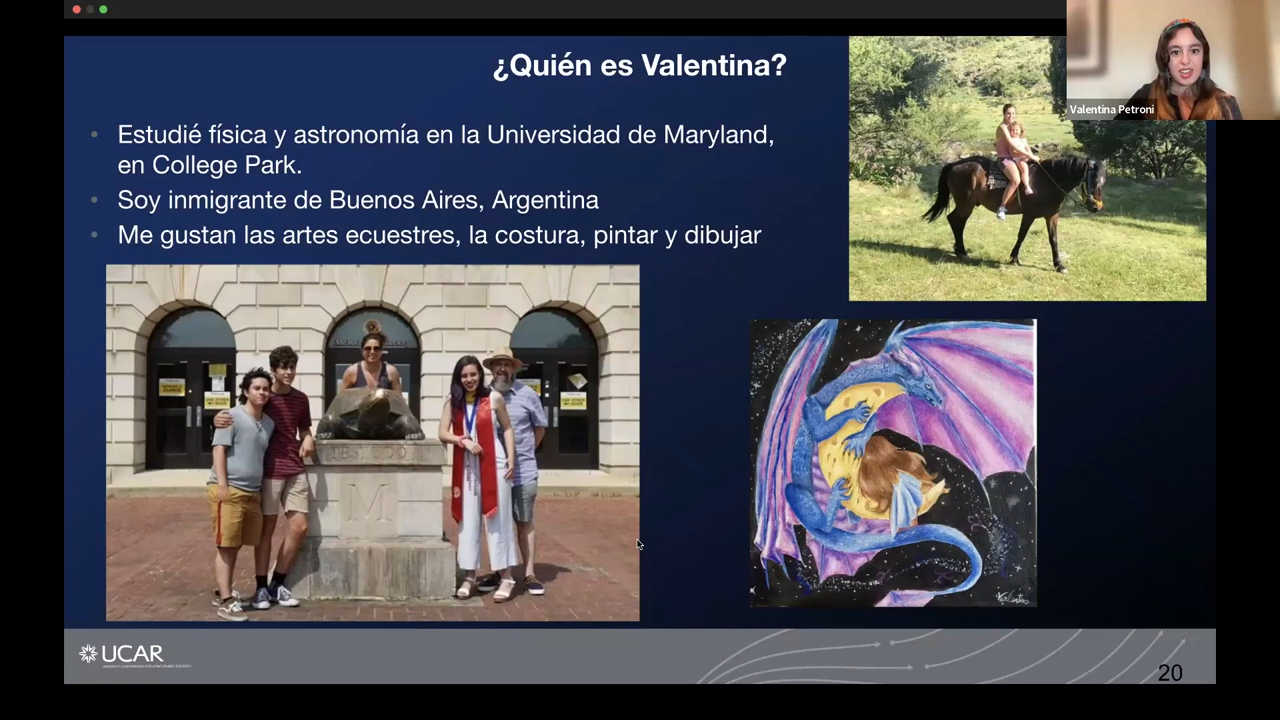 ¿Quién es Valentina?
Valentina Petroni
• Estudié física y astronomía en la Universidad de Maryland,
en College Park.
• Soy inmigrante de Buenos Aires, Argentina
• Me gustan las artes ecuestres, la costura, pintar y dibujar
TESTUDO
M
UCAR
20